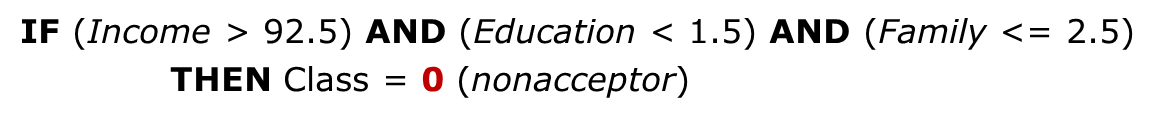 IF (Income > 92.5) AND (Education < 1.5) AND (Family <= 2.5)
THEN Class = 0 (nonacceptor)